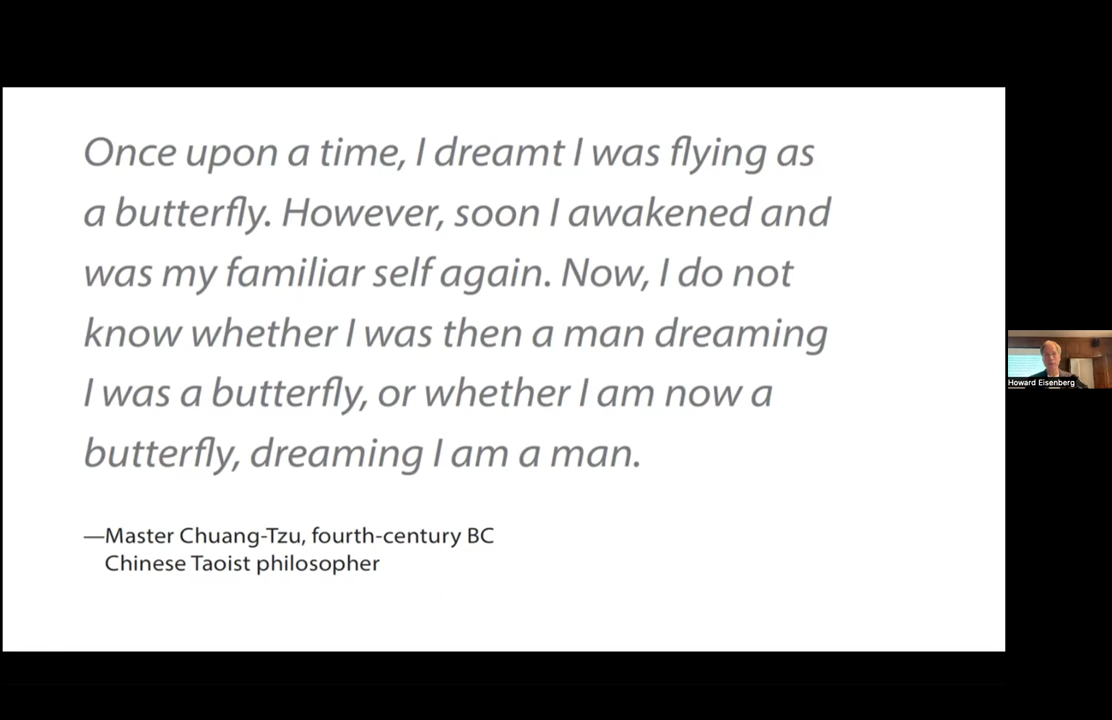 Once upon a time, I dreamt I was flying as
a butterfly. However, soon I awakened and
was my familiar self again. Now, I do not
know whether I was then a man dreaming
I was a butterfly, or whether I am now a
butterfly, dreaming I am a man.
—Master Chuang-Tzu, fourth-century BC
Chinese Taoist philosopher
Howard Eisenberg